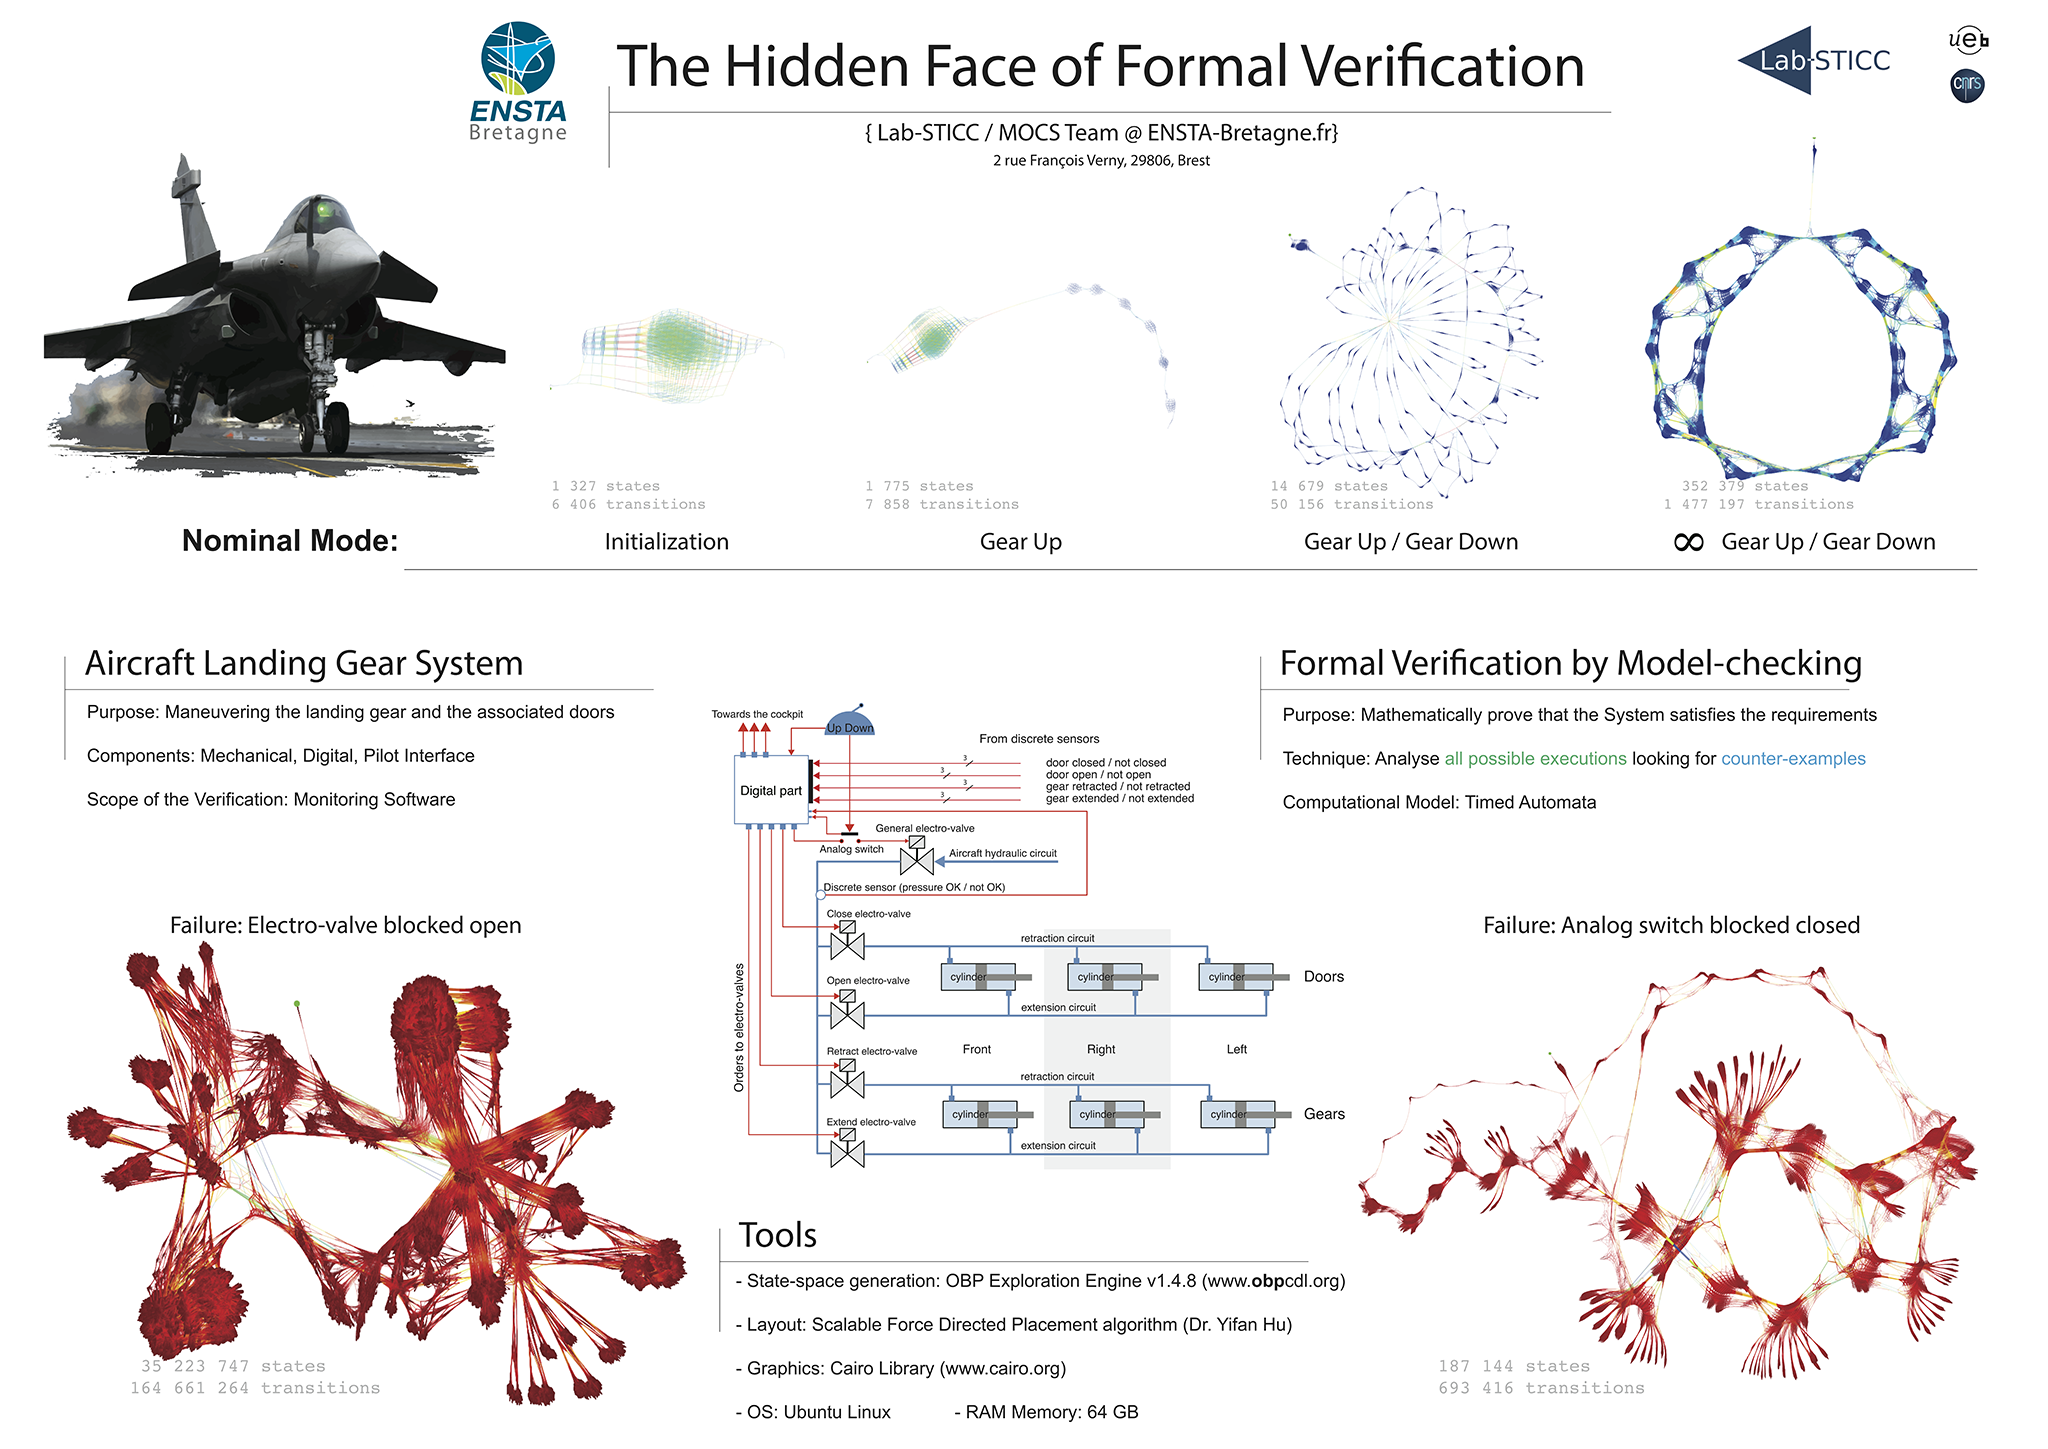 ENSTA
Bretagne
The Hidden Face of Formal Verification
Lab-STICC
ueb
cnrs
{ Lab-STICC / MOCS Team @ ENSTA-Bretagne.fr}
2 rue François Verny, 29806, Brest
1 327 states
6 406 transitions
1 775 states
7 858 transitions
14 679 states
50 156 transitions
352 379 states
1 477 197 transitions
Nominal Mode:
Initialization
Gear Up
Gear Up / Gear Down
∞ Gear Up / Gear Down
Aircraft Landing Gear System
Purpose: Maneuvering the landing gear and the associated doors
Components: Mechanical, Digital, Pilot Interface
Scope of the Verification: Monitoring Software
Formal Verification by Model-checking
Purpose: Mathematically prove that the System satisfies the requirements
Technique: Analyse all possible executions looking for counter-examples
Computational Model: Timed Automata
Towards the cockpit
Up Down
From discrete sensors
Digital part
3
door closed / not closed
3
door open / not open
3
gear retracted / not retracted
3
gear extended / not extended
General electro-valve
Analog switch
Aircraft hydraulic circuit
Discrete sensor (pressure OK / not OK)
Orders to electro-valves
Close electro-valve
retraction circuit
cylinder
cylinder
cylinder
Doors
Open electro-valve
extension circuit
Front
Right
Left
Retract electro-valve
retraction circuit
cylinder
cylinder
cylinder
Gears
Extend electro-valve
extension circuit
Failure: Electro-valve blocked open
35 223 747 states
164 661 264 transitions
Failure: Analog switch blocked closed
187 144 states
693 416 transitions
Tools
- State-space generation: OBP Exploration Engine v1.4.8 (www.obpcdl.org)
- Layout: Scalable Force Directed Placement algorithm (Dr. Yifan Hu)
- Graphics: Cairo Library (www.cairo.org)
- OS: Ubuntu Linux - RAM Memory: 64 GB